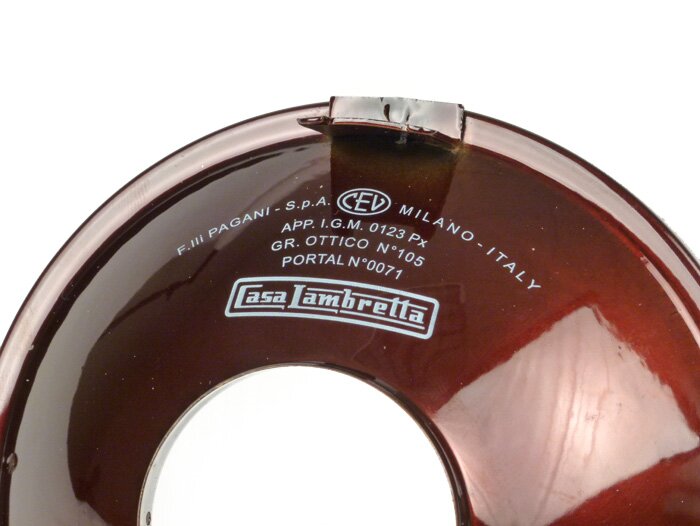 F.lli PAGANI - S.p.A. CEV MILANO - ITALY
APP. I.G.M. 0123 Px
GR. OTTICO N°105
PORTAL N°0071
Casa Lambretta